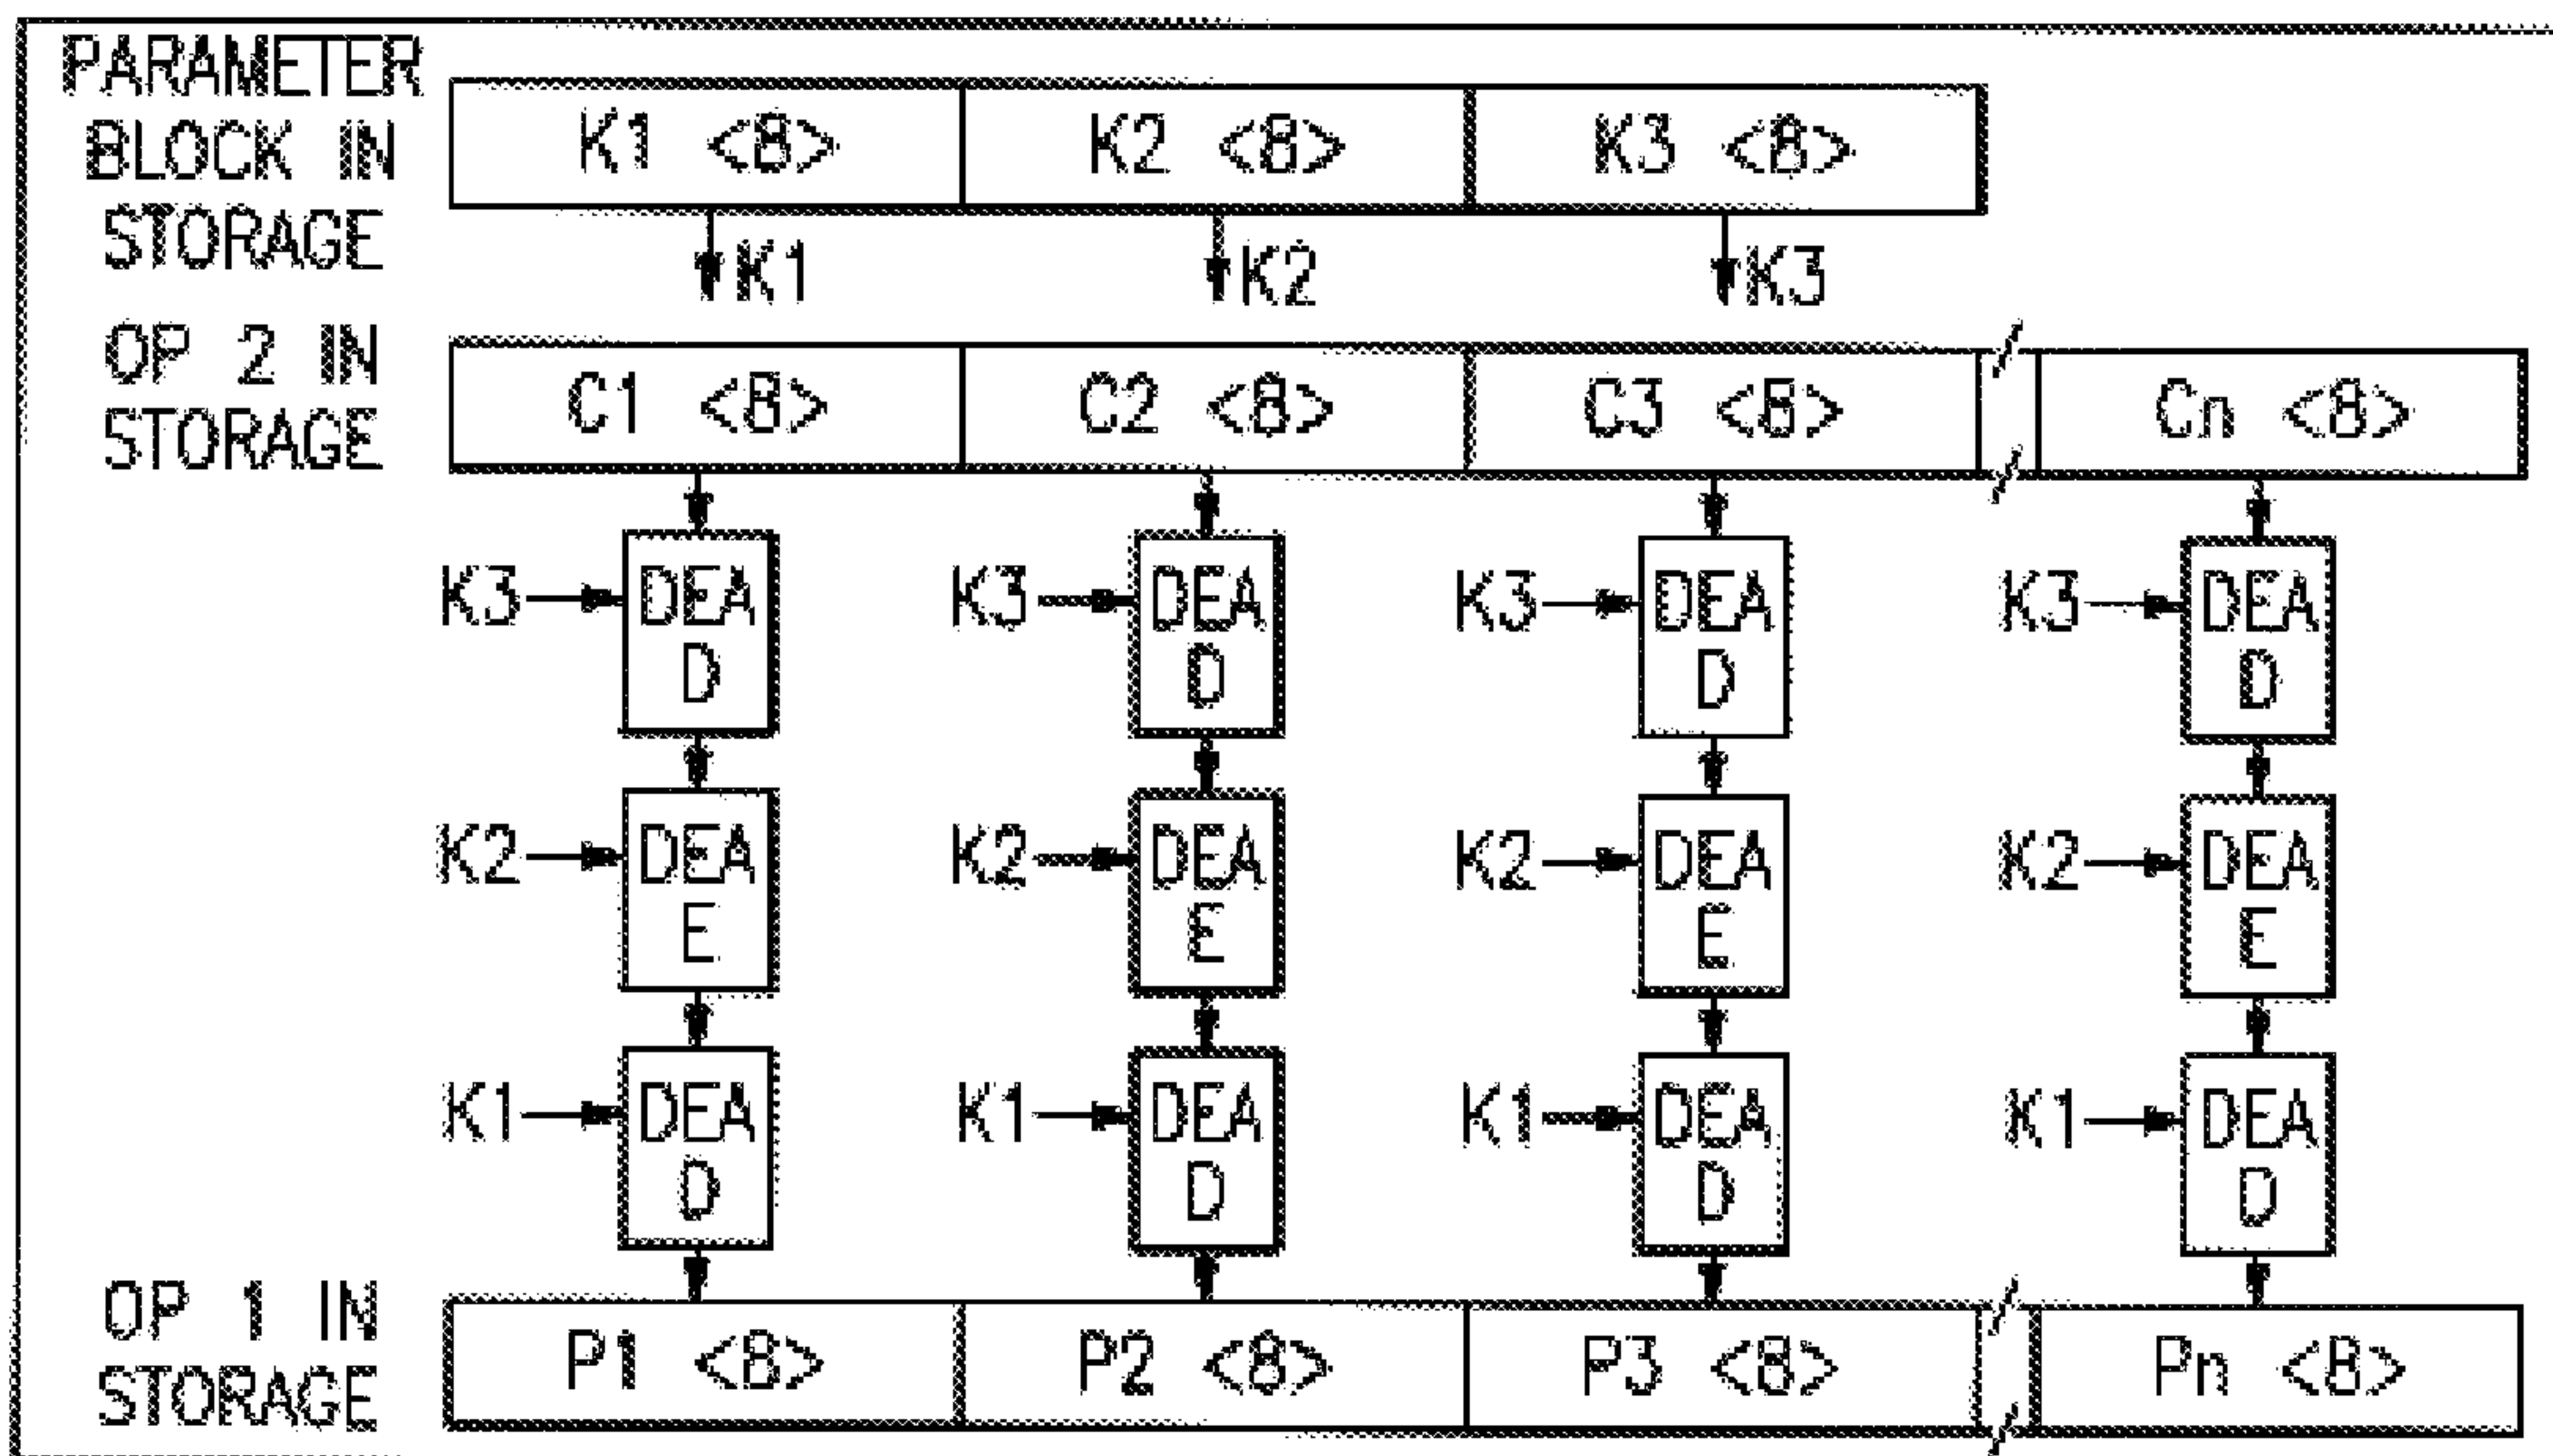 PARAMETER
BLOCK IN
STORAGE
K1 <8> K2 <8> K3 <8>
K1 K2 K3
OP 2 IN
STORAGE
C1 <8> C2 <8> C3 <8> Cn <8>
K3 DEA K3 DEA K3 DEA K3 DEA
D D D D
K2 DEA K2 DEA K2 DEA K2 DEA
E E E E
K1 DEA K1 DEA K1 DEA K1 DEA
D D D D
OP 1 IN
STORAGE
P1 <8> P2 <8> P3 <8> Pn <8>